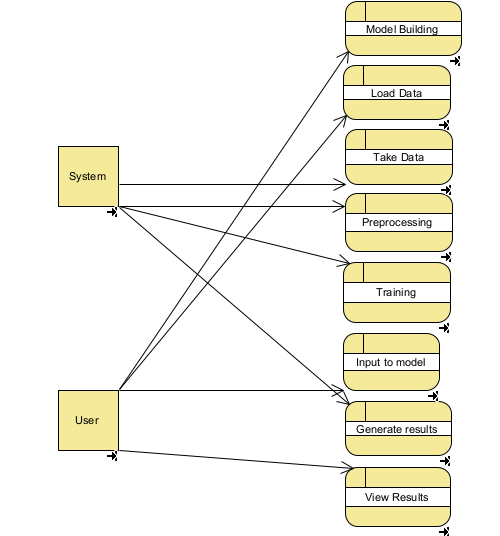 Model Building
Load Data
Take Data
System
Preprocessing
Training
Input to model
User
Generate results
View Results